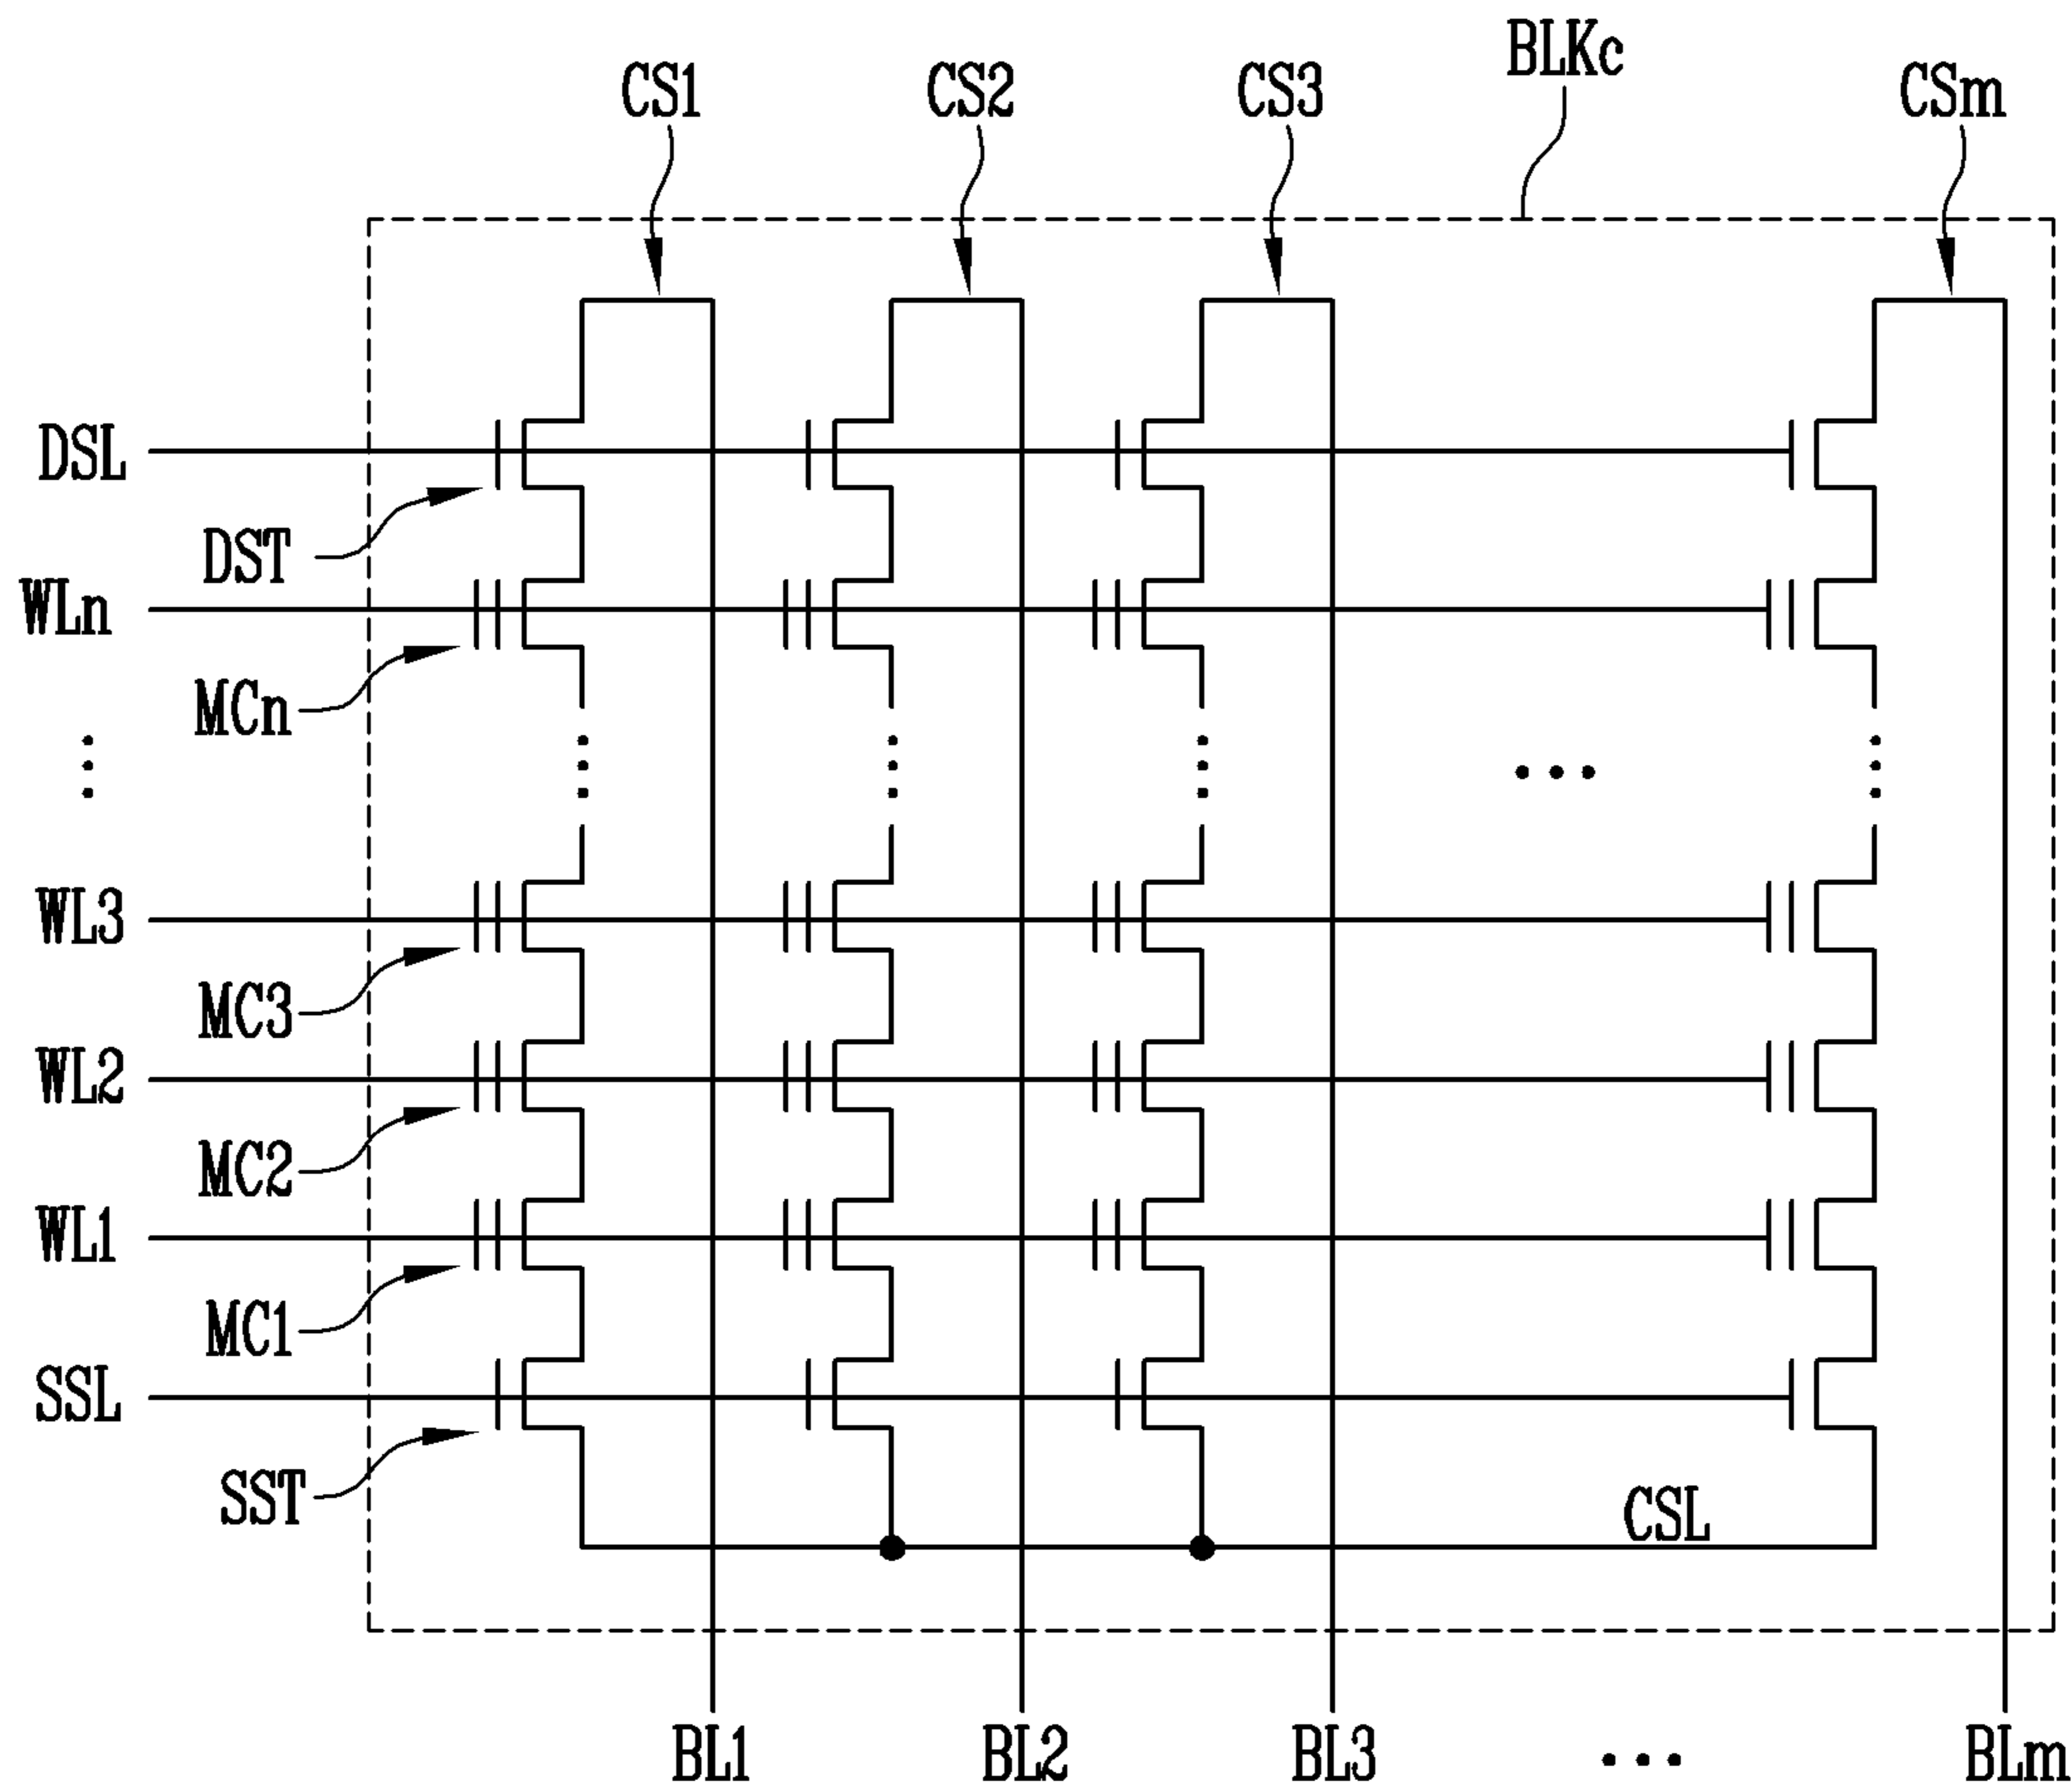 BLKc
CS1 CS2 CS3 CSm
DSL
DST
WLn
MCn
WL3
MC3
WL2
MC2
WL1
MC1
SSL
SST
CSL
BL1 BL2 BL3 ... BLm